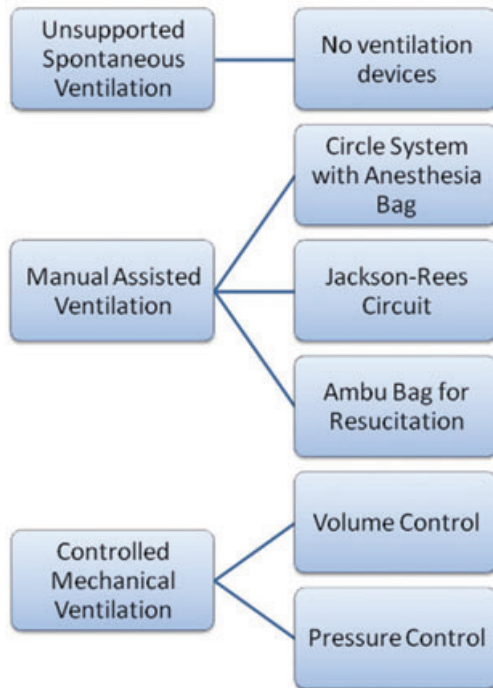 Unsupported
Spontaneous
Ventilation
No ventilation
devices
Manual Assisted
Ventilation
Circle System
with Anesthesia
Bag
Jackson-Rees
Circuit
Ambu Bag for
Resucitation
Controlled
Mechanical
Ventilation
Volume Control
Pressure Control